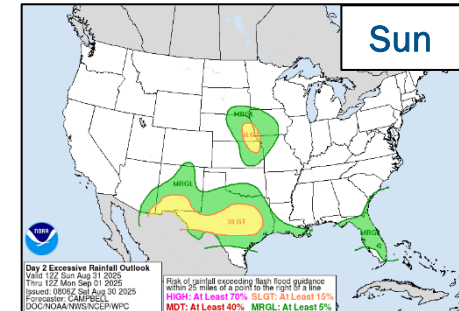 Sun
MRGL
SLGT
MRGL
SLGT
MRGL
NOAA
Day 2 Excessive Rainfall Outlook
Valid 12Z Sun Aug 31 2025
Thru 12Z Mon Sep 01 2025
Issued: 0806Z Sat Aug 30 2025
Forecaster: CAMPBELL
DOC/NOAA/NWS/NCEP/WPC
Risk of rainfall exceeding flash flood guidance
within 25 miles of a point to the right of a line
HIGH: At Least 70% SLGT: At Least 15%
MDT: At Least 40% MRGL: At Least 5%